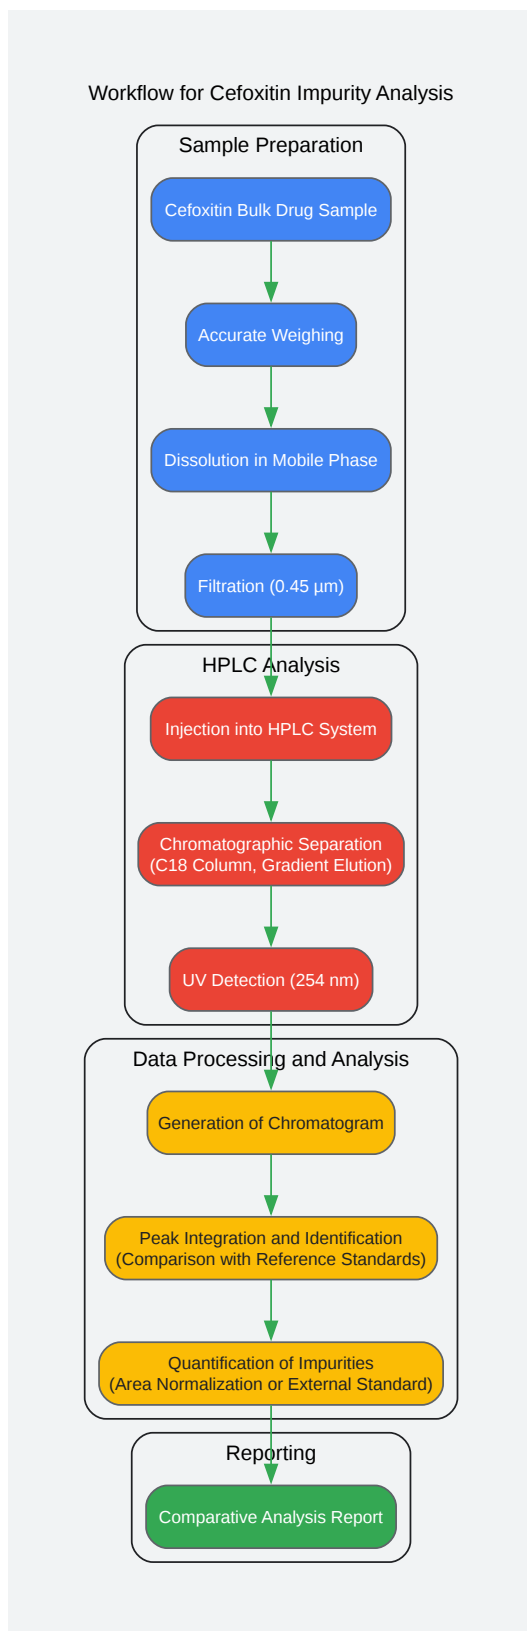 Workflow for Cefoxitin Impurity Analysis
Sample Preparation
Cefoxitin Bulk Drug Sample
Accurate Weighing
Dissolution in Mobile Phase
Filtration (0.45 µm)
HPLC Analysis
Injection into HPLC System
Chromatographic Separation
(C18 Column, Gradient Elution)
UV Detection (254 nm)
Data Processing and Analysis
Generation of Chromatogram
Peak Integration and Identification
(Comparison with Reference Standards)
Quantification of Impurities
(Area Normalization or External Standard)
Reporting
Comparative Analysis Report